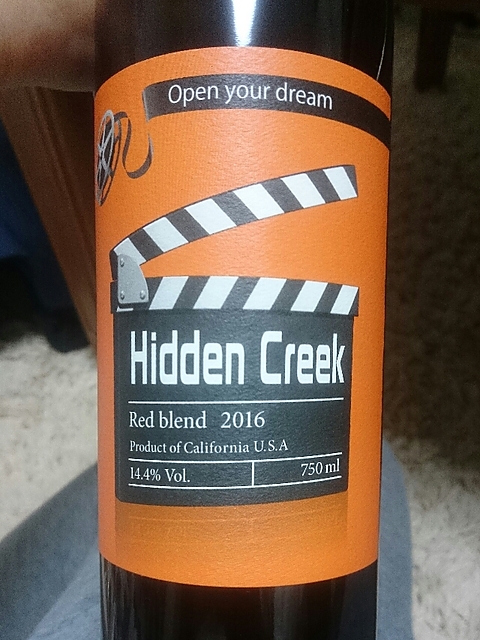 Open your dream
Hidden Creek
Red blend 2016
Product of California U.S.A
14.4% Vol. 750 ml